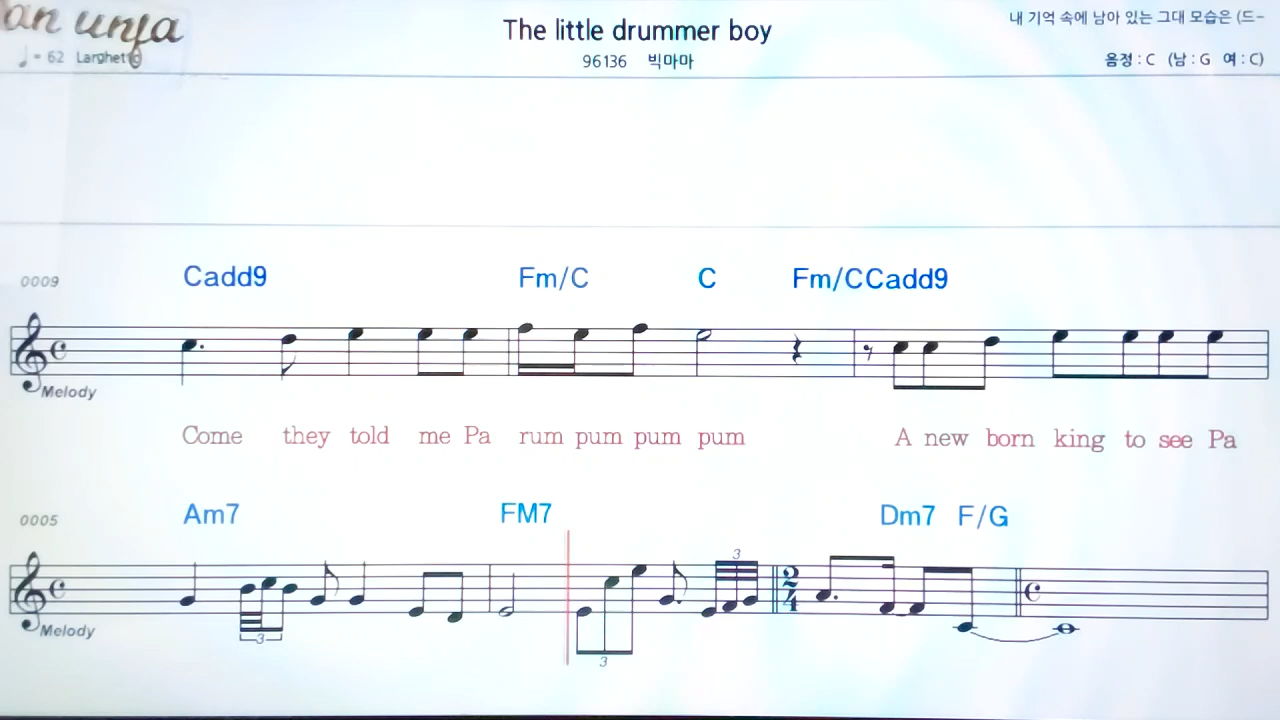 an unja
The little drummer boy
내 기억 속에 남아 있는 그대 모습은 (드-
♩ = 62 Larghetto
96136 빅마마
음정 : C (남 : G 여 : C)
0009
Cadd9 Fm/C C Fm/CCadd9
Melody
Come they told me Pa rum pum pum pum A new born king to see Pa
0005
Am7 FM7 Dm7 F/G
3
2
4
Melody
3
3